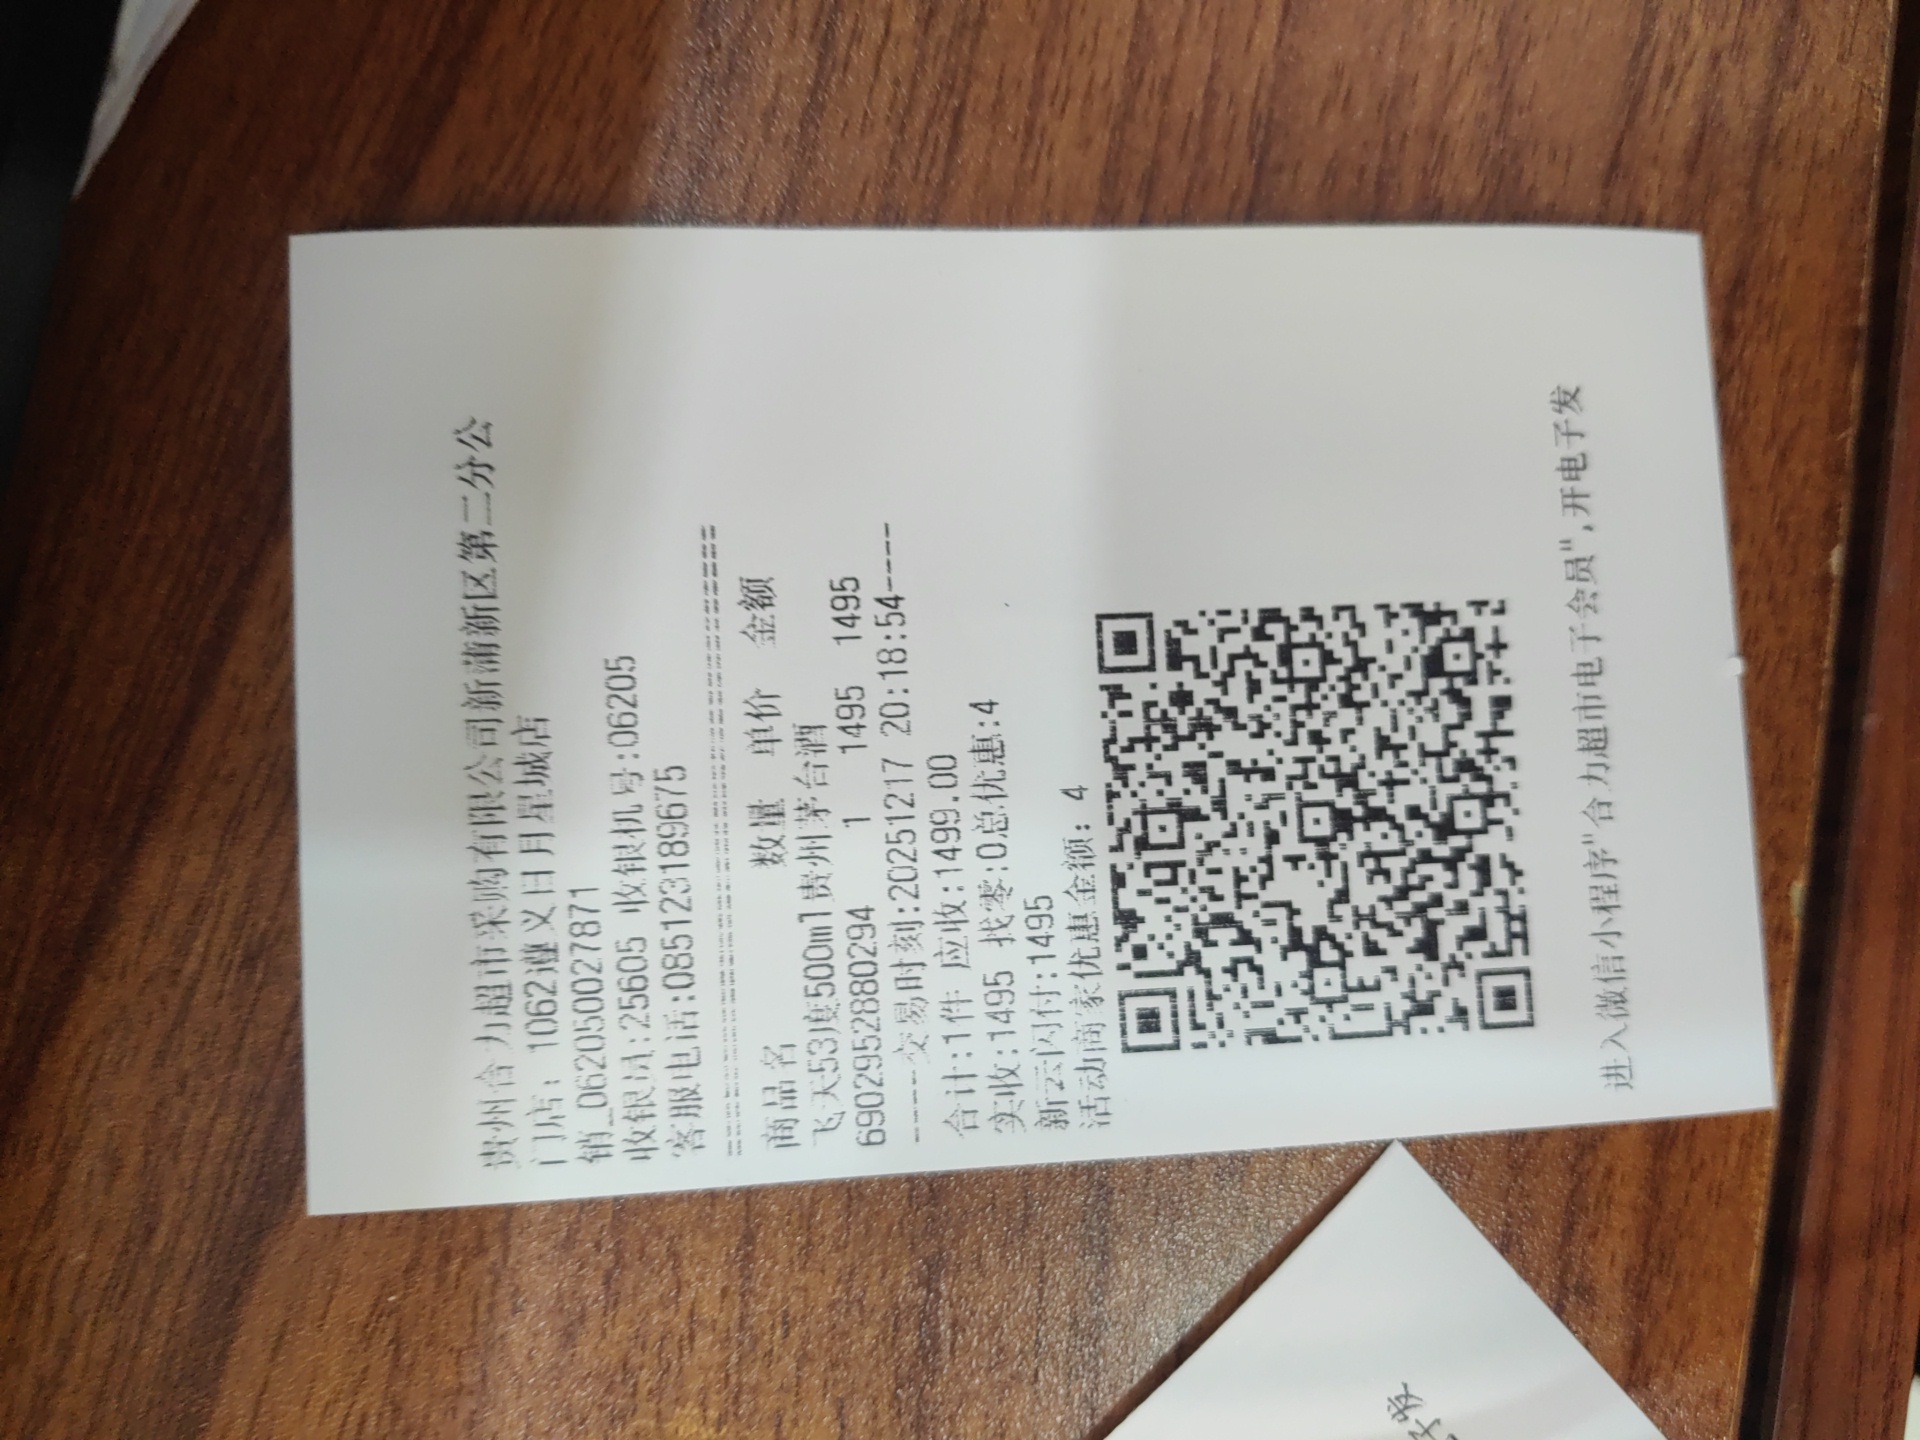 贵州合力超市采购有限公司新蒲新区第二分公
门店: 1062遵义日月星城店
销_0620500278​71
收银员:25605 收银机号:06205
客服电话:085123189675
商品名 数量 单价 金额
飞天53度500ml贵州茅台酒
6902952880294 1 1495 1495
----交易时刻:20251217 20:18:54----
合计:1件 应收:1499.00
实收:1495 找零:0总优惠:4
新云闪付:1495
活动商家优惠金额: 4
进入微信小程序"合力超市电子会员",开电子发